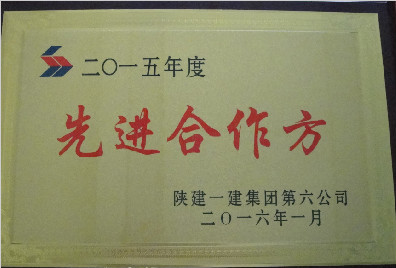 二〇一五年度
先进合作方
陕建一建集团第六公司
二〇一六年一月